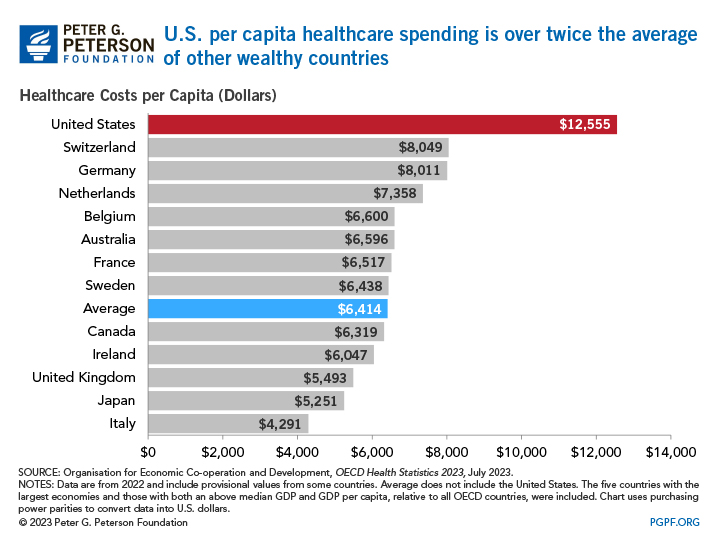 PETER G.
PETERSON
FOUNDATION
U.S. per capita healthcare spending is over twice the average
of other wealthy countries
Healthcare Costs per Capita (Dollars)
United States $12,555
Switzerland $8,049
Germany $8,011
Netherlands $7,358
Belgium $6,600
Australia $6,596
France $6,517
Sweden $6,438
Average $6,414
Canada $6,319
Ireland $6,047
United Kingdom $5,493
Japan $5,251
Italy $4,291
$0 $2,000 $4,000 $6,000 $8,000 $10,000 $12,000 $14,000
SOURCE: Organisation for Economic Co-operation and Development, OECD Health Statistics 2023, July 2023.
NOTES: Data are from 2022 and include provisional values from some countries. Average does not include the United States. The five countries with the
largest economies and those with both an above median GDP and GDP per capita, relative to all OECD countries, were included. Chart uses purchasing
power parities to convert data into U.S. dollars.
© 2023 Peter G. Peterson Foundation
PGPF.ORG